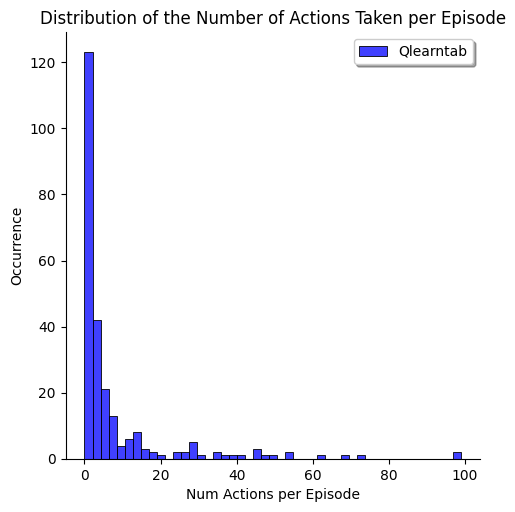 Distribution of the Number of Actions Taken per Episode
Qlearntab
120
100
80
60
40
20
0
Occurrence
0 20 40 60 80 100
Num Actions per Episode